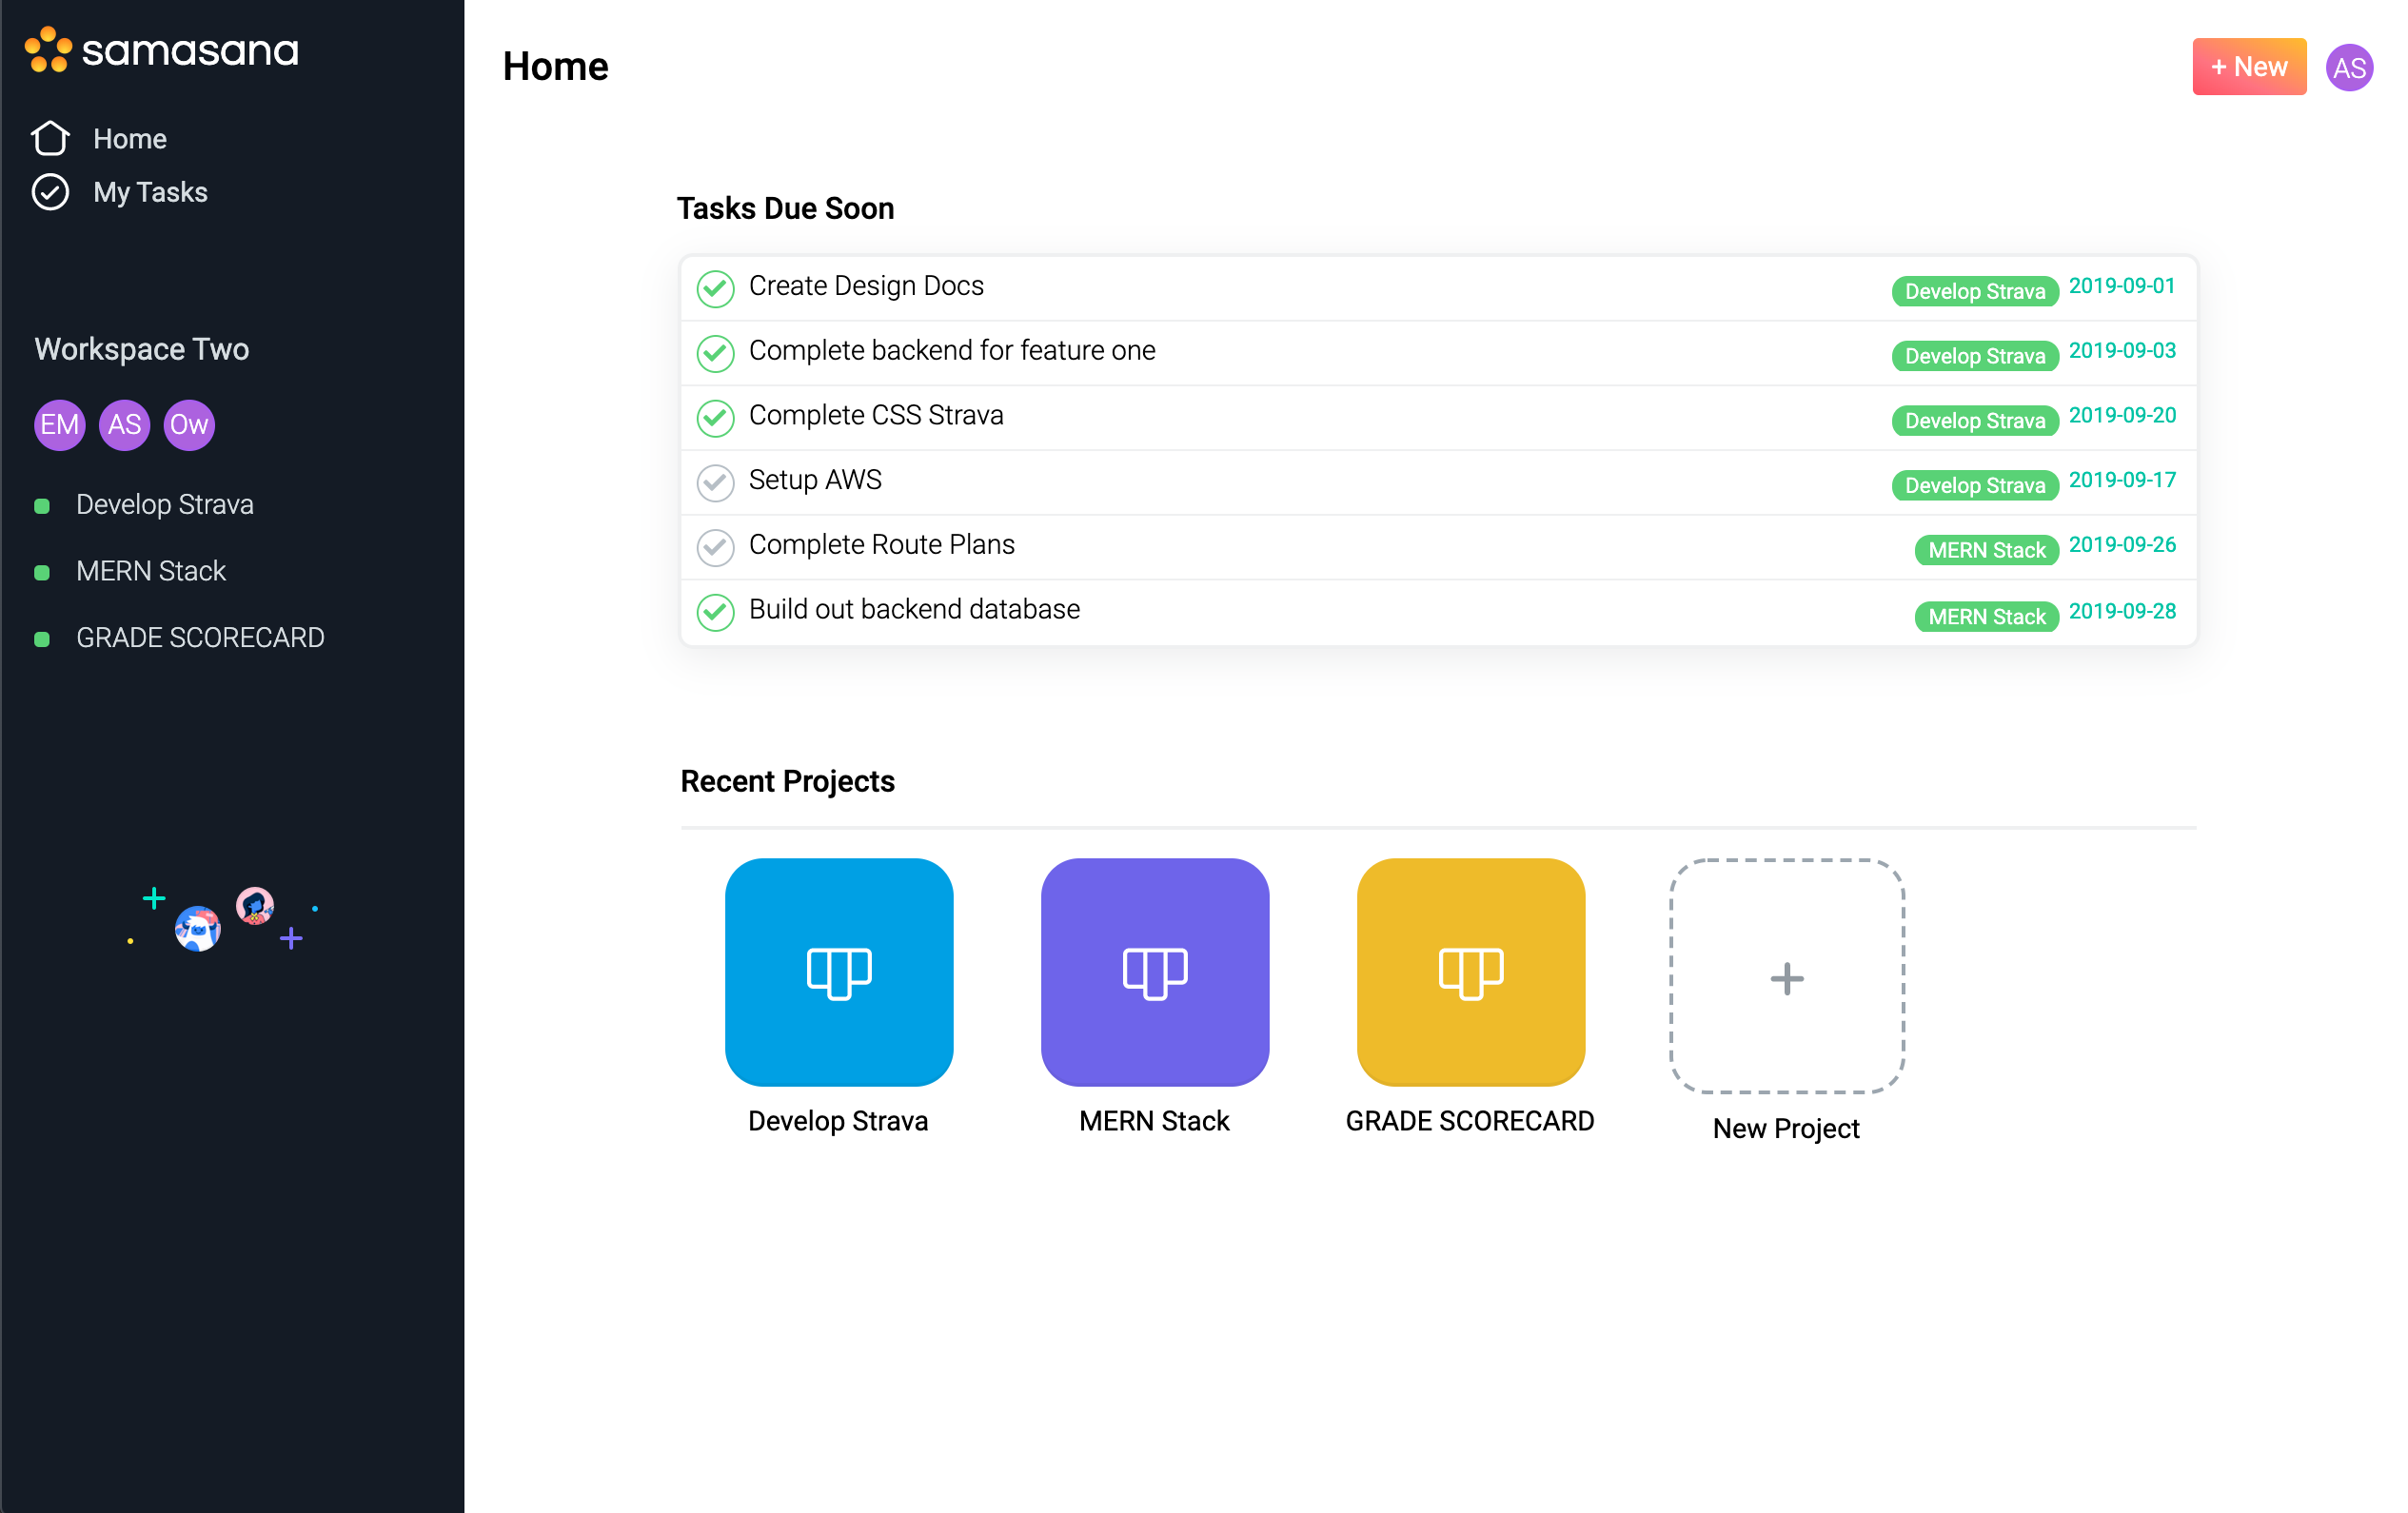 samasana
Home
My Tasks
Workspace Two
EM AS Ow
Develop Strava
MERN Stack
GRADE SCORECARD
Home
+ New AS
Tasks Due Soon
Create Design Docs Develop Strava 2019-09-01
Complete backend for feature one Develop Strava 2019-09-03
Complete CSS Strava Develop Strava 2019-09-20
Setup AWS Develop Strava 2019-09-17
Complete Route Plans MERN Stack 2019-09-26
Build out backend database MERN Stack 2019-09-28
Recent Projects
Develop Strava MERN Stack GRADE SCORECARD New Project